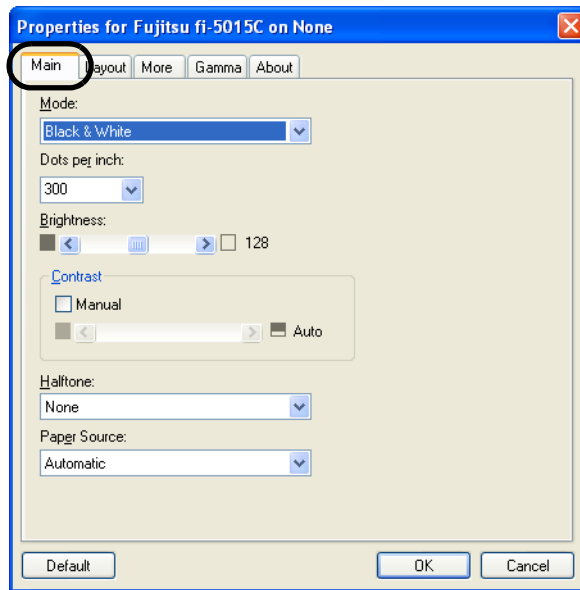 Properties for Fujitsu fi-5015C on None
Main Layout More Gamma About
Mode:
Black & White
Dots per inch:
300
Brightness:
128
Contrast
Manual
Auto
Halftone:
None
Paper Source:
Automatic
Default OK Cancel